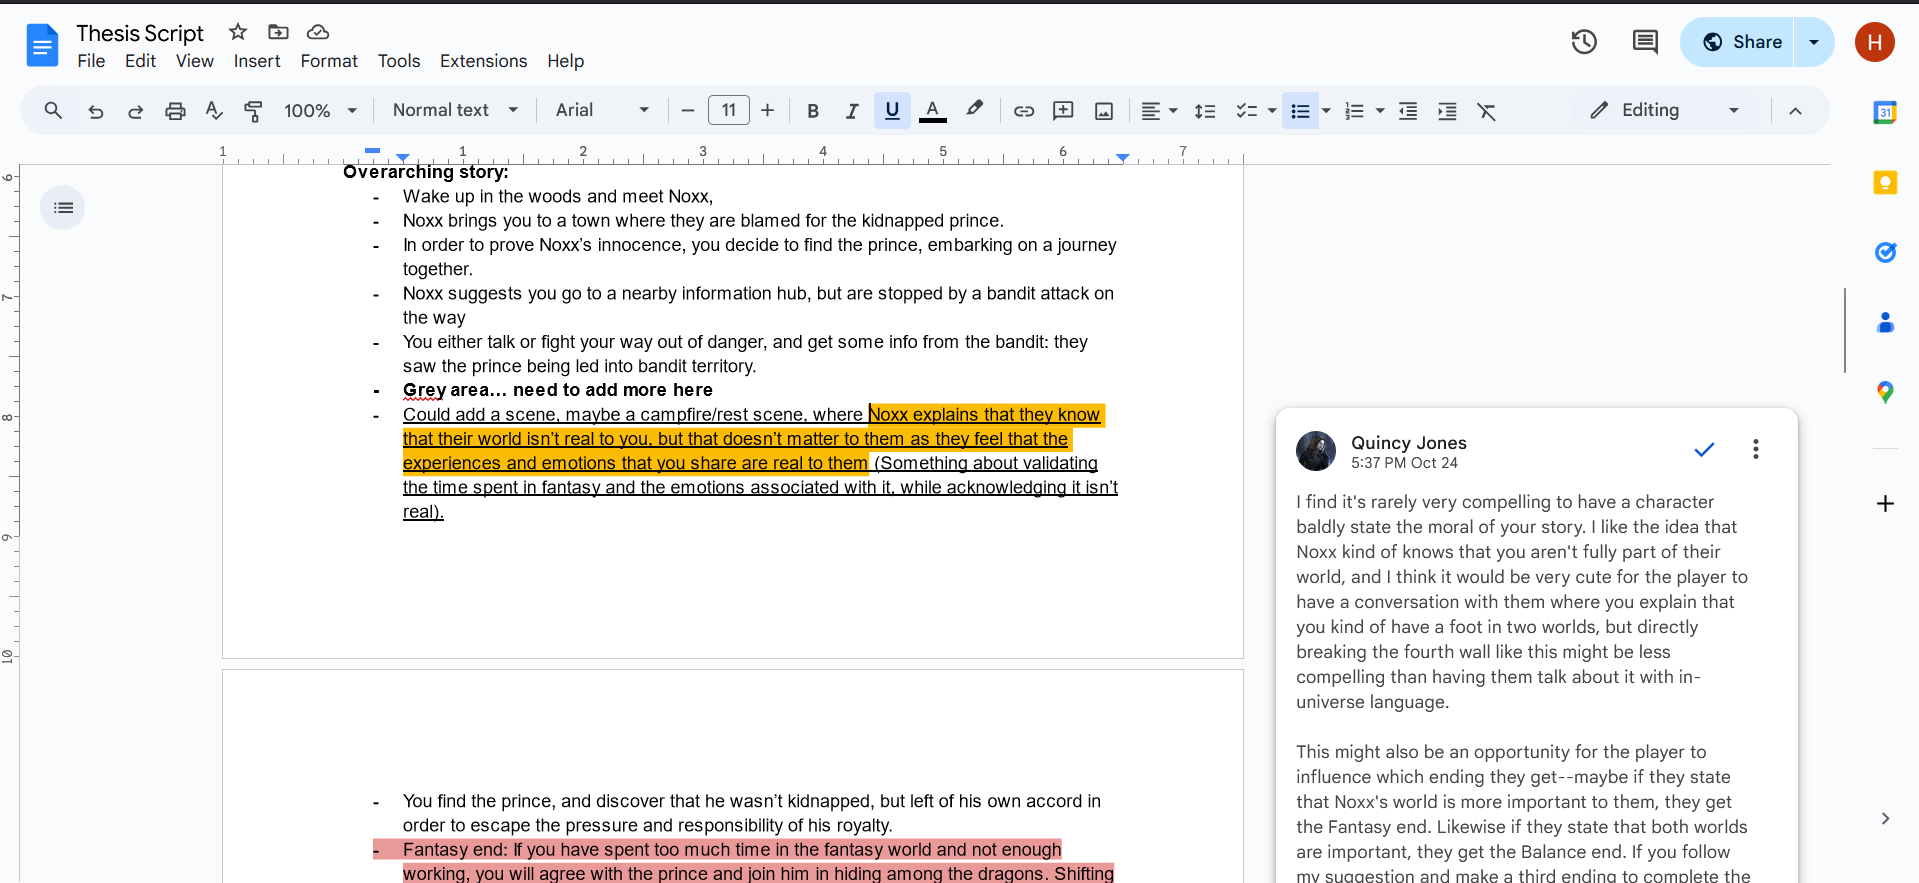 Thesis Script
File Edit View Insert Format Tools Extensions Help
Share
H
100% Normal text Arial 11 B I U A Editing
31
1 1 2 3 4 5 6 7
6
7
8
9
10
Overarching story:
- Wake up in the woods and meet Noxx,
- Noxx brings you to a town where they are blamed for the kidnapped prince.
- In order to prove Noxx’s innocence, you decide to find the prince, embarking on a journey
together.
- Noxx suggests you go to a nearby information hub, but are stopped by a bandit attack on
the way
- You either talk or fight your way out of danger, and get some info from the bandit: they
saw the prince being led into bandit territory.
- Grey area… need to add more here
- Could add a scene, maybe a campfire/rest scene, where Noxx explains that they know
that their world isn’t real to you, but that doesn’t matter to them as they feel that the
experiences and emotions that you share are real to them (Something about validating
the time spent in fantasy and the emotions associated with it, while acknowledging it isn’t
real).
- You find the prince, and discover that he wasn’t kidnapped, but left of his own accord in
order to escape the pressure and responsibility of his royalty.
- Fantasy end: If you have spent too much time in the fantasy world and not enough
working, you will agree with the prince and join him in hiding among the dragons. Shifting
Quincy Jones
5:37 PM Oct 24
I find it's rarely very compelling to have a character
baldly state the moral of your story. I like the idea that
Noxx kind of knows that you aren't fully part of their
world, and I think it would be very cute for the player to
have a conversation with them where you explain that
you kind of have a foot in two worlds, but directly
breaking the fourth wall like this might be less
compelling than having them talk about it with in-
universe language.
This might also be an opportunity for the player to
influence which ending they get--maybe if they state
that Noxx's world is more important to them, they get
the Fantasy end. Likewise if they state that both worlds
are important, they get the Balance end. If you follow
my suggestion and make a third ending to complete the